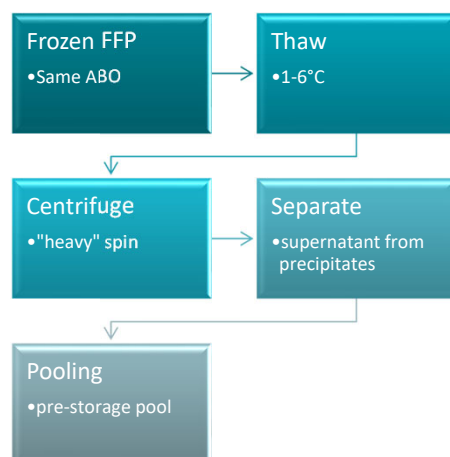 Frozen FFP
•Same ABO
Thaw
•1-6°C
Centrifuge
•"heavy" spin
Separate
•supernatant from
precipitates
Pooling
•pre-storage pool